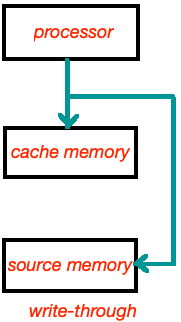 processor
cache memory
source memory
write-through